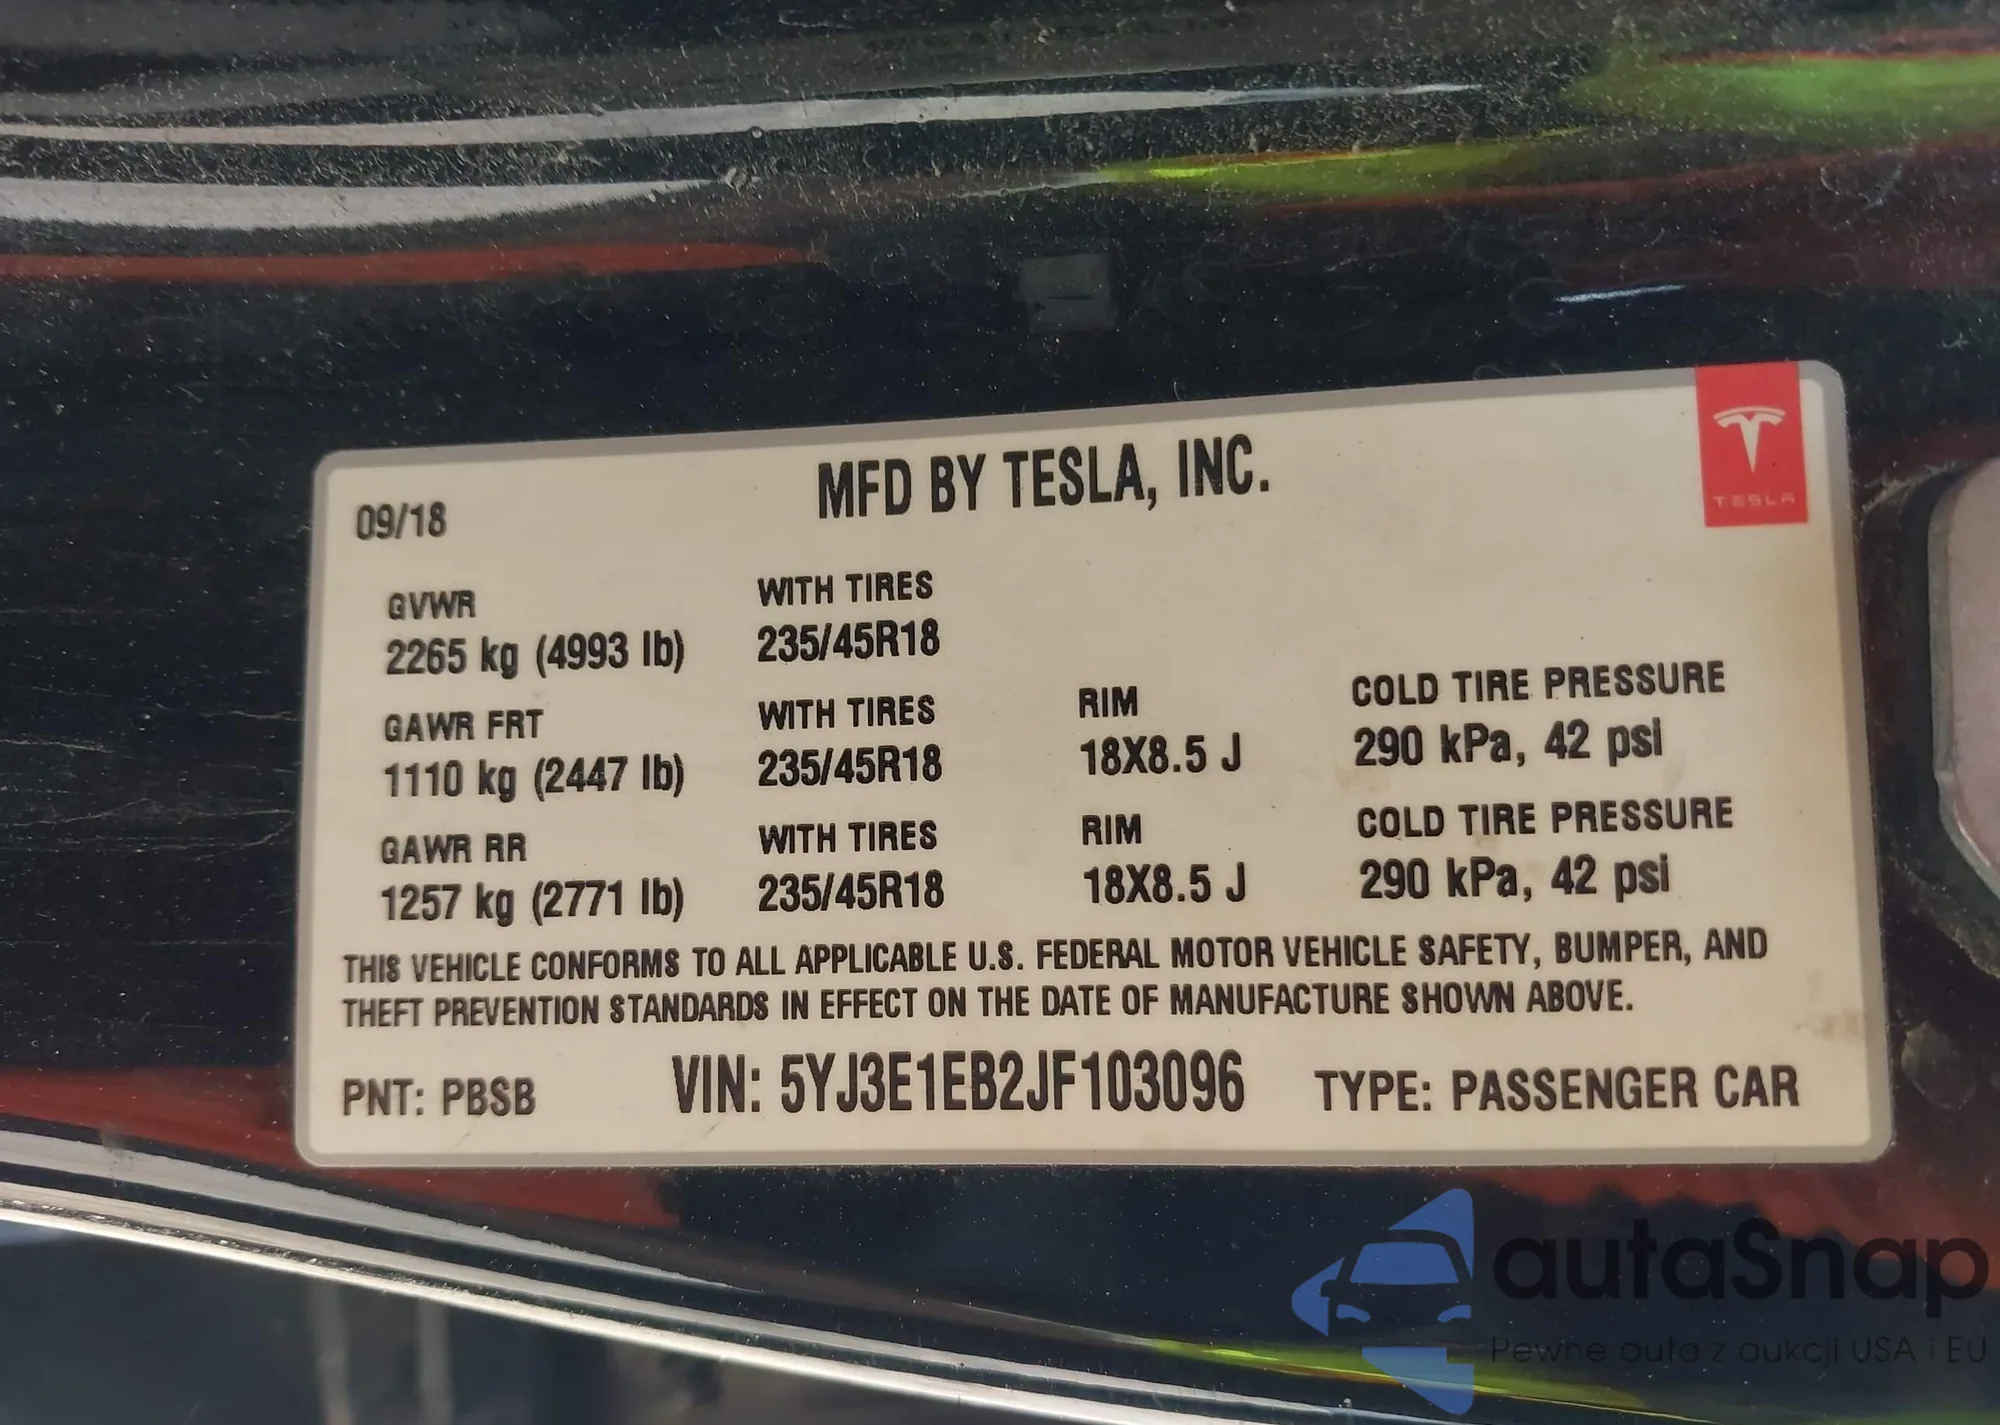 09/18
MFD BY TESLA, INC.
TESLA
GVWR
2265 kg (4993 lb)
WITH TIRES
235/45R18
GAWR FRT
1110 kg (2447 lb)
WITH TIRES
235/45R18
RIM
18X8.5 J
COLD TIRE PRESSURE
290 kPa, 42 psi
GAWR RR
1257 kg (2771 lb)
WITH TIRES
235/45R18
RIM
18X8.5 J
COLD TIRE PRESSURE
290 kPa, 42 psi
THIS VEHICLE CONFORMS TO ALL APPLICABLE U.S. FEDERAL MOTOR VEHICLE SAFETY, BUMPER, AND
THEFT PREVENTION STANDARDS IN EFFECT ON THE DATE OF MANUFACTURE SHOWN ABOVE.
PNT: PBSB
VIN: 5YJ3E1EB2JF103096
TYPE: PASSENGER CAR
autaSnap
Pewne auta z aukcji USA i EU